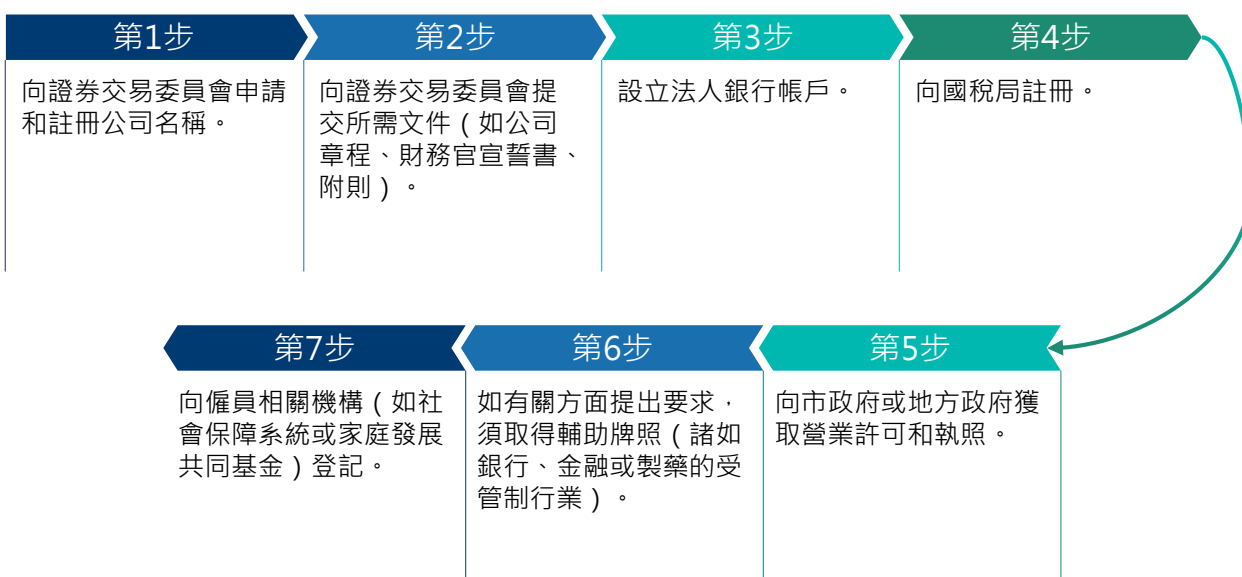 第1步
向證券交易委員會申請
和註冊公司名稱。
第2步
向證券交易委員會提
交所需文件（如公司
章程、財務官宣誓書、
附則）。
第3步
設立法人銀行帳戶。
第4步
向國稅局註冊。
第5步
向市政府或地方政府獲
取營業許可和執照。
第6步
如有關方面提出要求，
須取得輔助牌照（諸如
銀行、金融或製藥的受
管制行業）。
第7步
向僱員相關機構（如社
會保障系統或家庭發展
共同基金）登記。